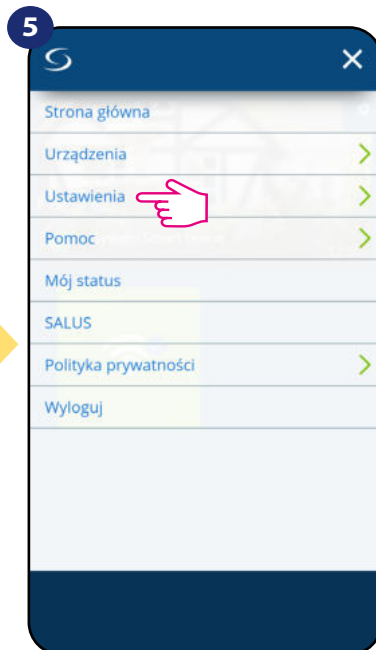 5
Strona główna
Urządzenia
Ustawienia
Pomoc
Mój status
SALUS
Polityka prywatności
Wyloguj